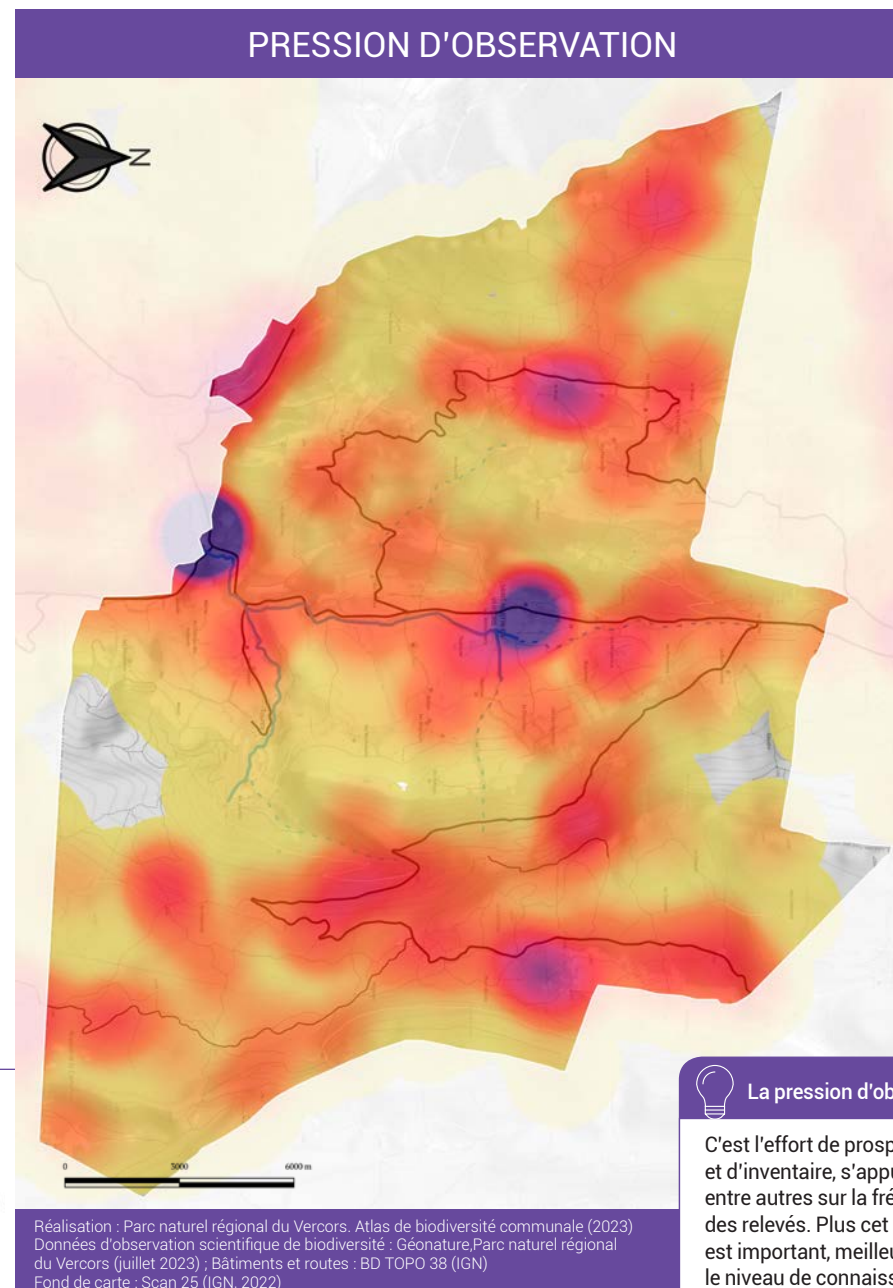 PRESSION D'OBSERVATION
N
0 3000 6000 m
Réalisation : Parc naturel régional du Vercors. Atlas de biodiversité communale (2023)
Données d'observation scientifique de biodiversité : Géonature,Parc naturel régional
du Vercors (juillet 2023) ; Bâtiments et routes : BD TOPO 38 (IGN)
Fond de carte : Scan 25 (IGN, 2022)
La pression d'ob
C'est l'effort de prosp
et d'inventaire, s'appu
entre autres sur la fré
des relevés. Plus cet
est important, meilleu
le niveau de connaiss